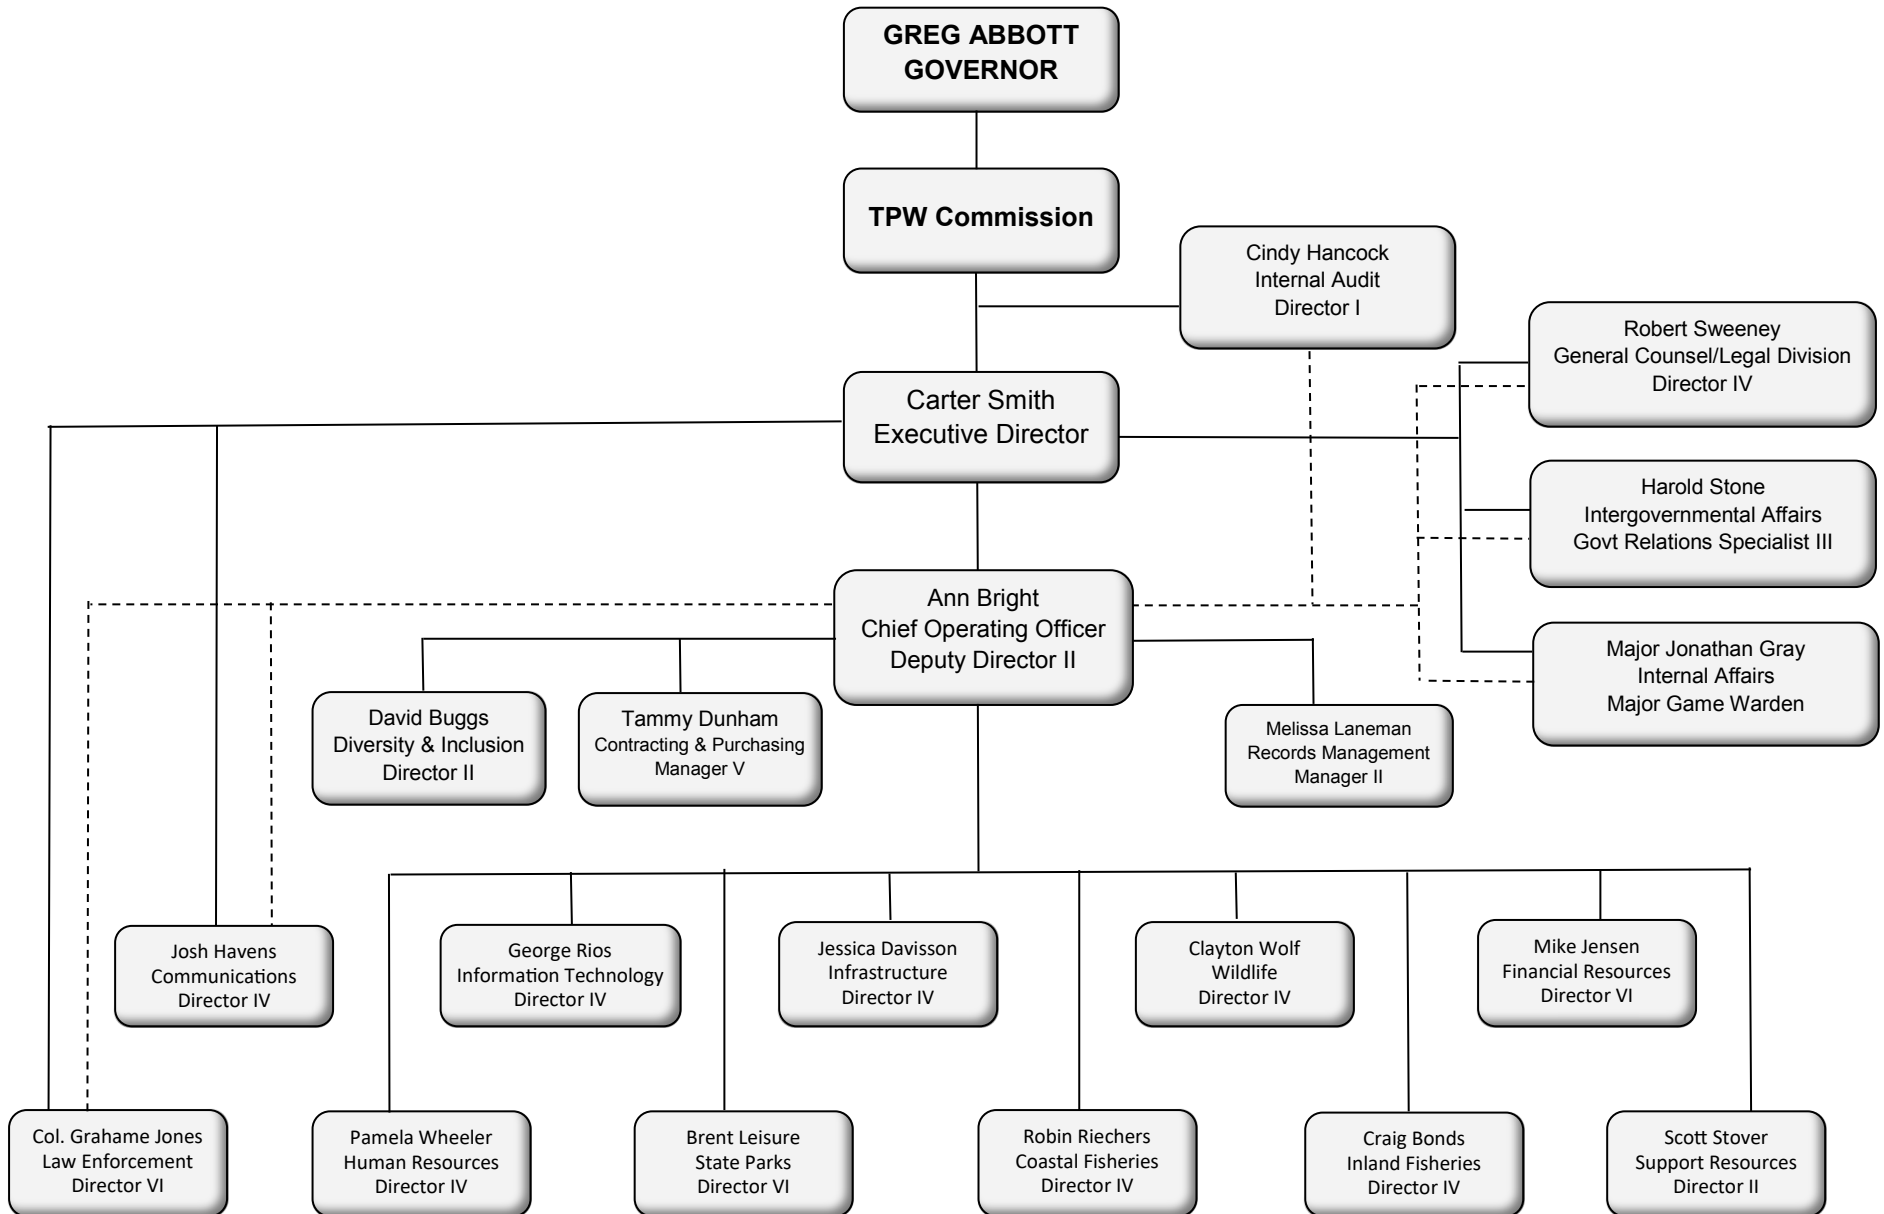 GREG ABBOTT
GOVERNOR
TPW Commission
Cindy Hancock
Internal Audit
Director I
Robert Sweeney
General Counsel/Legal Division
Director IV
Carter Smith
Executive Director
Harold Stone
Intergovernmental Affairs
Govt Relations Specialist III
Ann Bright
Chief Operating Officer
Deputy Director II
Major Jonathan Gray
Internal Affairs
Major Game Warden
David Buggs
Diversity & Inclusion
Director II
Tammy Dunham
Contracting & Purchasing
Manager V
Melissa Laneman
Records Management
Manager II
Josh Havens
Communications
Director IV
George Rios
Information Technology
Director IV
Jessica Davisson
Infrastructure
Director IV
Clayton Wolf
Wildlife
Director IV
Mike Jensen
Financial Resources
Director VI
Col. Grahame Jones
Law Enforcement
Director VI
Pamela Wheeler
Human Resources
Director IV
Brent Leisure
State Parks
Director VI
Robin Riechers
Coastal Fisheries
Director IV
Craig Bonds
Inland Fisheries
Director IV
Scott Stover
Support Resources
Director II